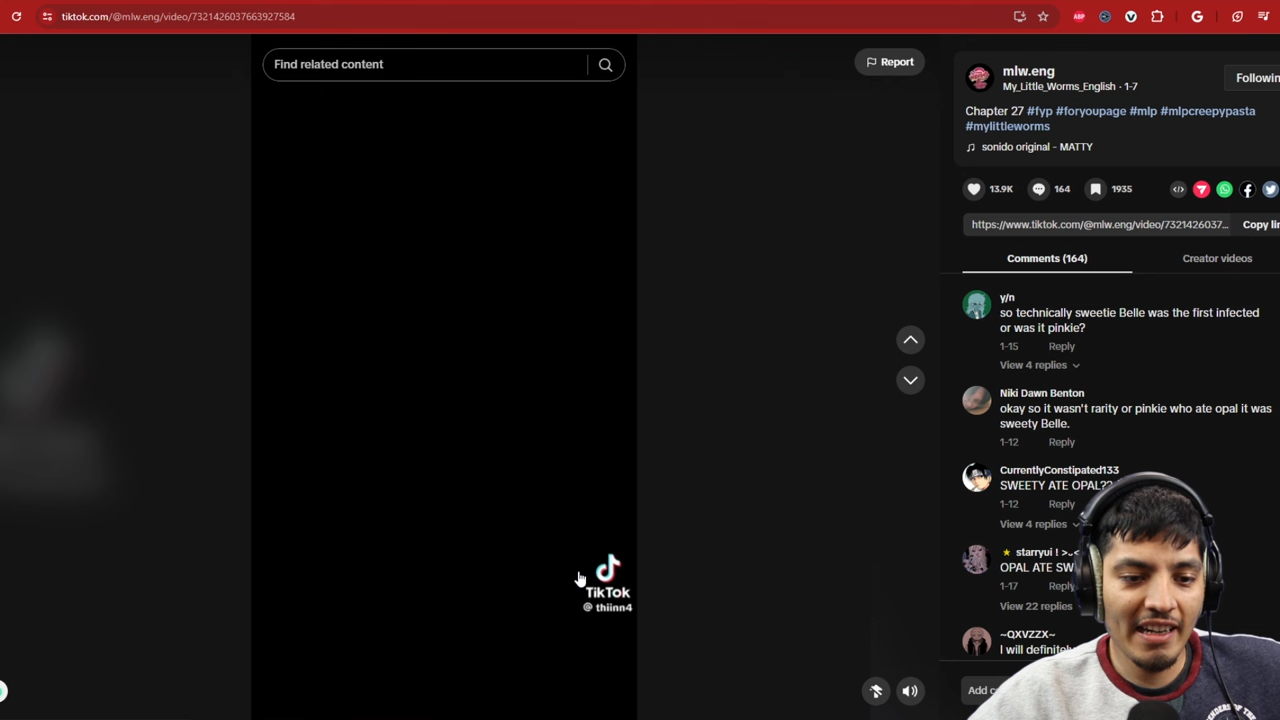 tiktok.com/@mlw.eng/video/7321426037663927584
Find related content
Report
TikTok
@thiinn4
mlw.eng
My_Little_Worms_English · 1-7
Followin
Chapter 27 #fyp #foryoupage #mlp #mlpcreepypasta
#mylittleworms
sonido original - MATTY
13.9K
164
1935
https://www.tiktok.com/@mlw.eng/video/7321426037...
Copy lin
Comments (164)
Creator videos
y/n
so technically sweetie Belle was the first infected
or was it pinkie?
1-15 Reply
View 4 replies
Niki Dawn Benton
okay so it wasn't rarity or pinkie who ate opal it was
sweety Belle.
1-12 Reply
CurrentlyConstipated133
SWEETY ATE OPAL??
1-12 Reply
View 4 replies
starryui ! >⌄<
OPAL ATE SW
1-17 Reply
View 22 replies
~QXVZZX~
I will definitel
Add c